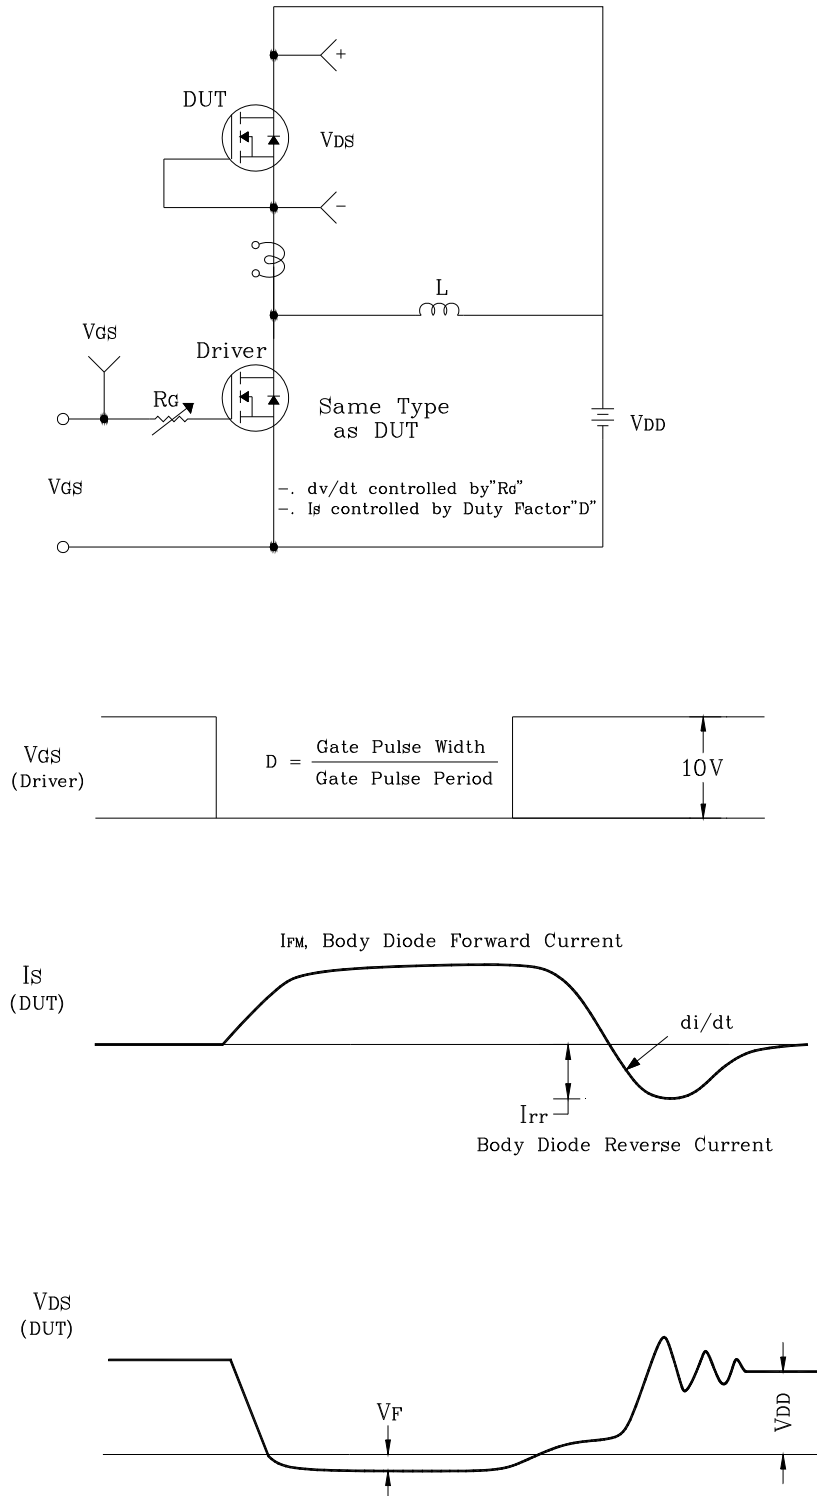 +
DUT
VDS
−
L
VGS
Driver
RG
Same Type
as DUT
VDD
VGS
−. dv/dt controlled by"RG"
−. Is controlled by Duty Factor"D"
VGS
(Driver)
D = Gate Pulse Width
Gate Pulse Period
10V
IFM, Body Diode Forward Current
IS
(DUT)
di/dt
Irr
Body Diode Reverse Current
VDS
(DUT)
VF
VDD